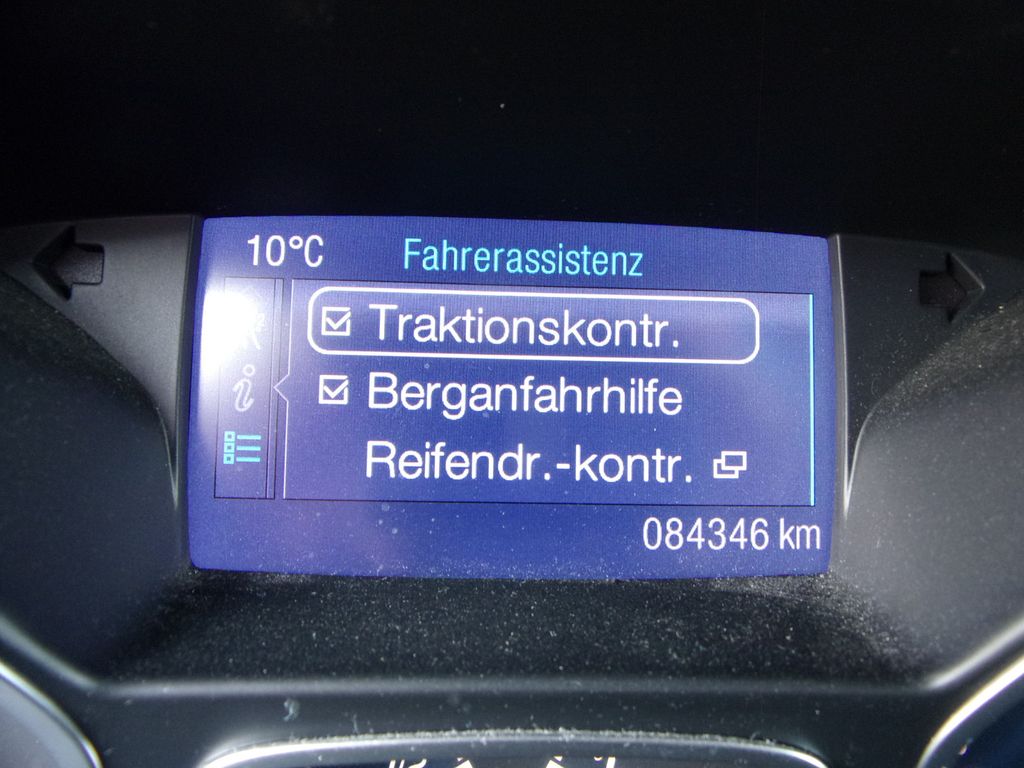 10°C Fahrerassistenz
Traktionskontr.
Berganfahrhilfe
Reifendr.-kontr.
084346 km